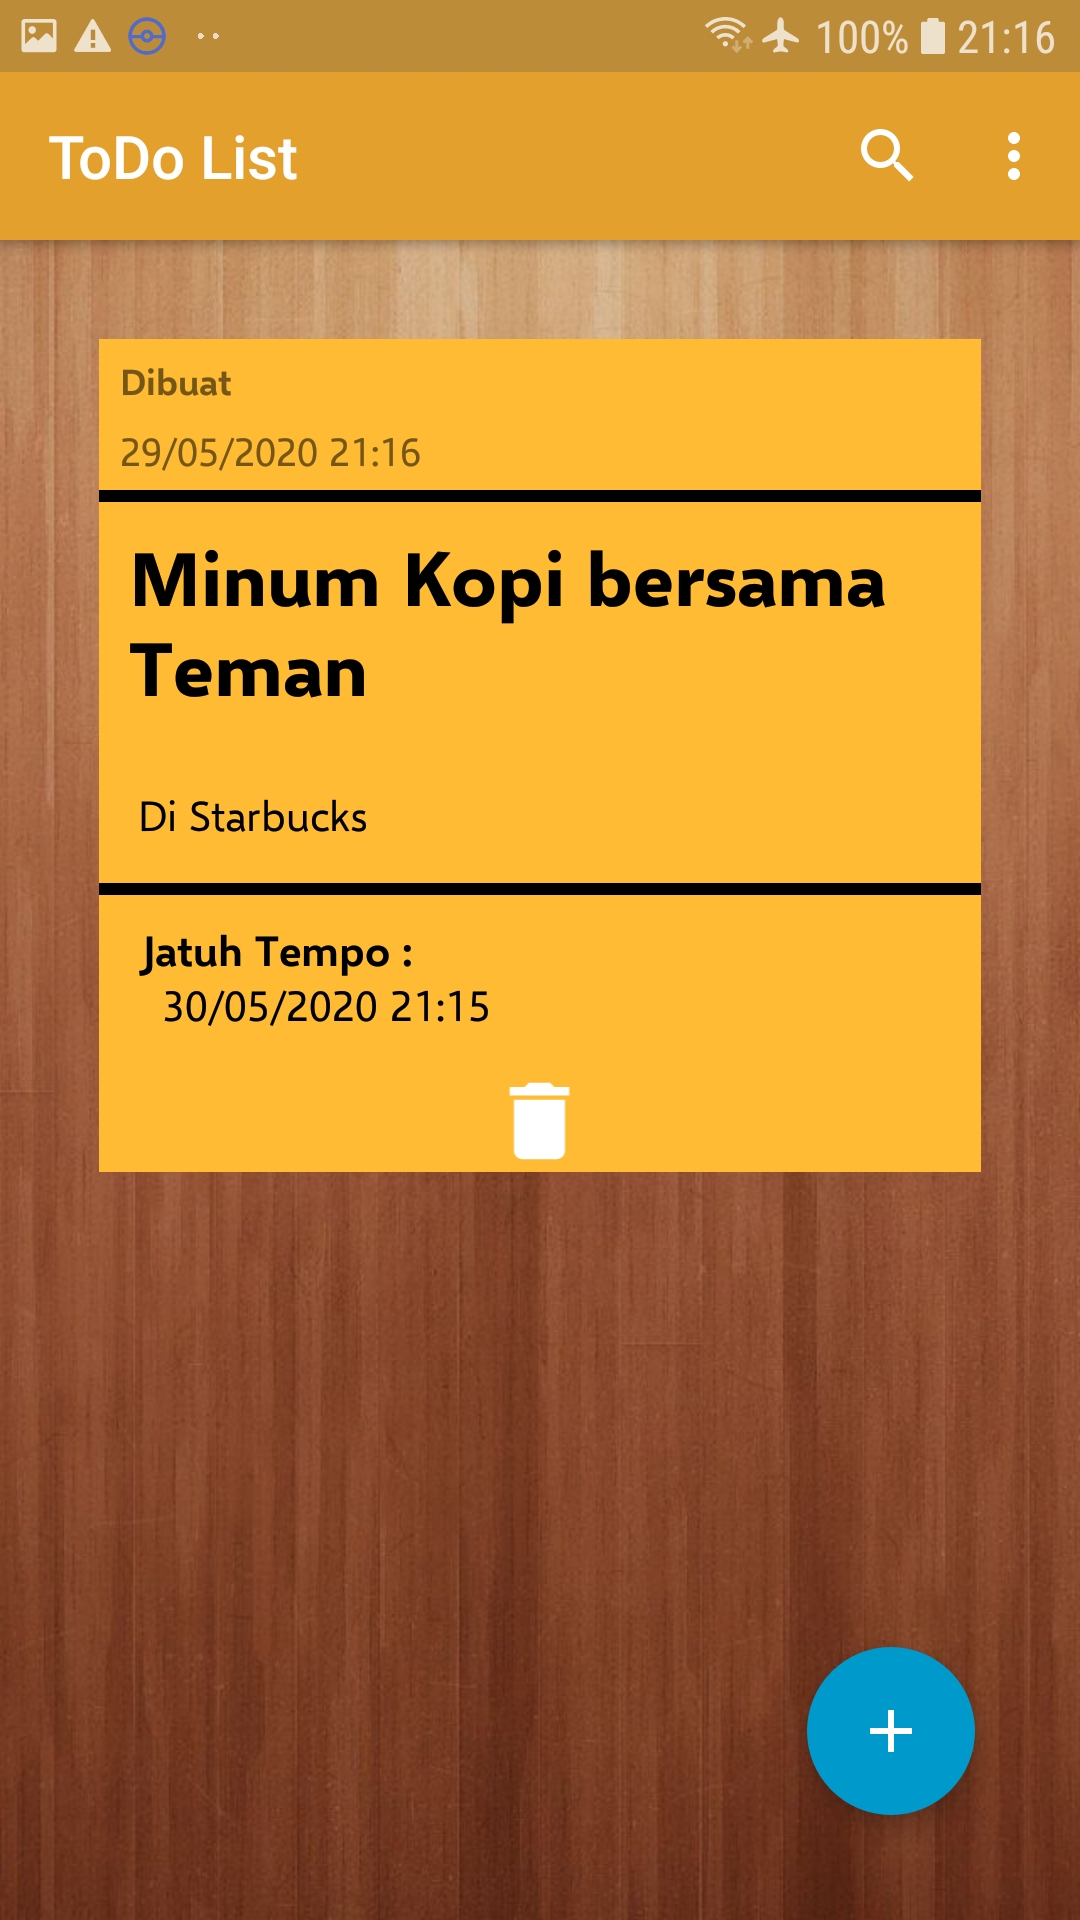 100% 21:16
ToDo List
Dibuat
29/05/2020 21:16
Minum Kopi bersama
Teman
Di Starbucks
Jatuh Tempo :
30/05/2020 21:15